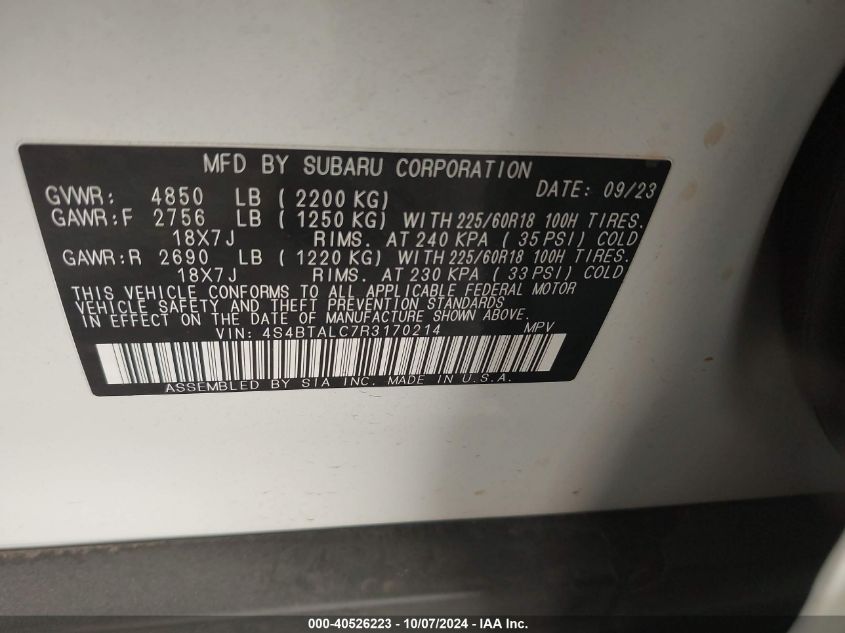 MFD BY SUBARU CORPORATION
GVWR: 4850 LB ( 2200 KG) DATE: 09/23
GAWR:F 2756 LB ( 1250 KG) WITH 225/60R18 100H TIRES.
18X7J RIMS. AT 240 KPA ( 35 PSI) COLD
GAWR:R 2690 LB ( 1220 KG) WITH 225/60R18 100H TIRES.
18X7J RIMS. AT 230 KPA ( 33 PSI) COLD
THIS VEHICLE CONFORMS TO ALL APPLICABLE FEDERAL MOTOR
VEHICLE SAFETY AND THEFT PREVENTION STANDARDS
IN EFFECT ON THE DATE OF MANUFACTURE SHOWN ABOVE.
VIN: 4S4BTALC7R3170214 MPV
ASSEMBLED BY SIA INC. MADE IN U.S.A.
000-40526223 - 10/07/2024 - IAA Inc.